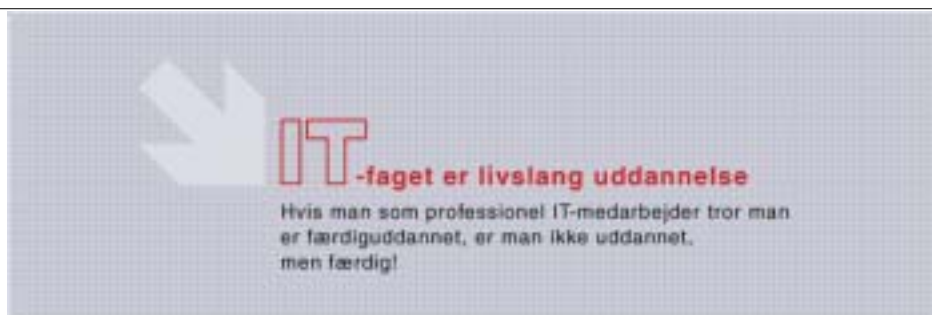 IT-faget er livslang uddannelse
Hvis man som professionel IT-medarbejder tror man
er færdiguddannet, er man ikke uddannet,
men færdig!